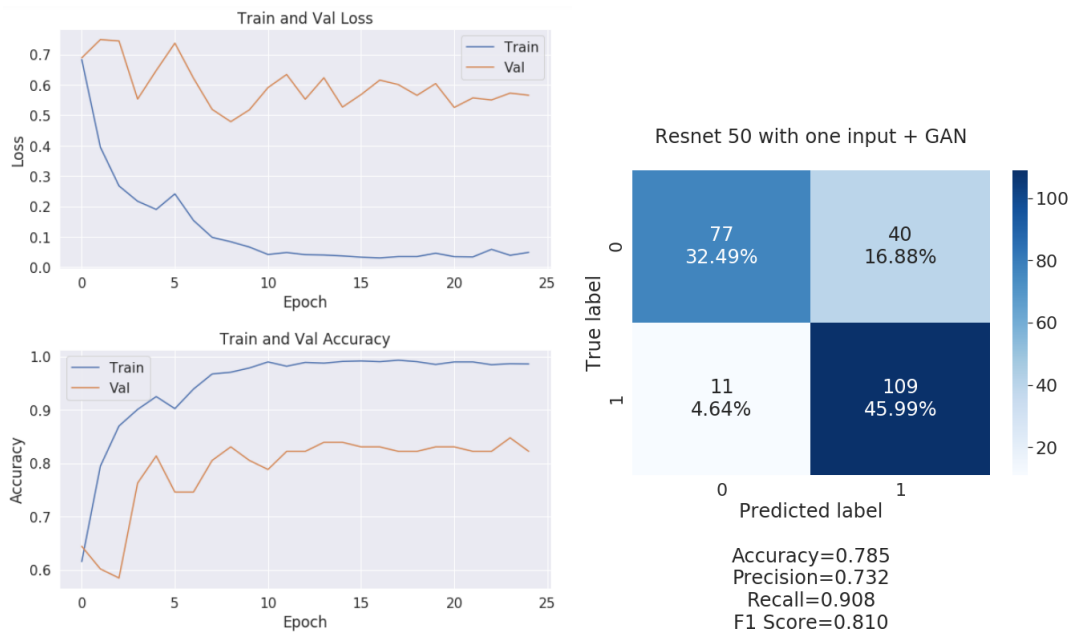 Train and Val Loss
Train
Val
0.7
0.6
0.5
0.4
0.3
0.2
0.1
0.0
Loss
0 5 10 15 20 25
Epoch
Train and Val Accuracy
Train
Val
1.0
0.9
0.8
0.7
0.6
Accuracy
0 5 10 15 20 25
Epoch
Resnet 50 with one input + GAN
77 40
32.49% 16.88%
11 109
4.64% 45.99%
0
1
True label
0 1
Predicted label
100
80
60
40
20
Accuracy=0.785
Precision=0.732
Recall=0.908
F1 Score=0.810